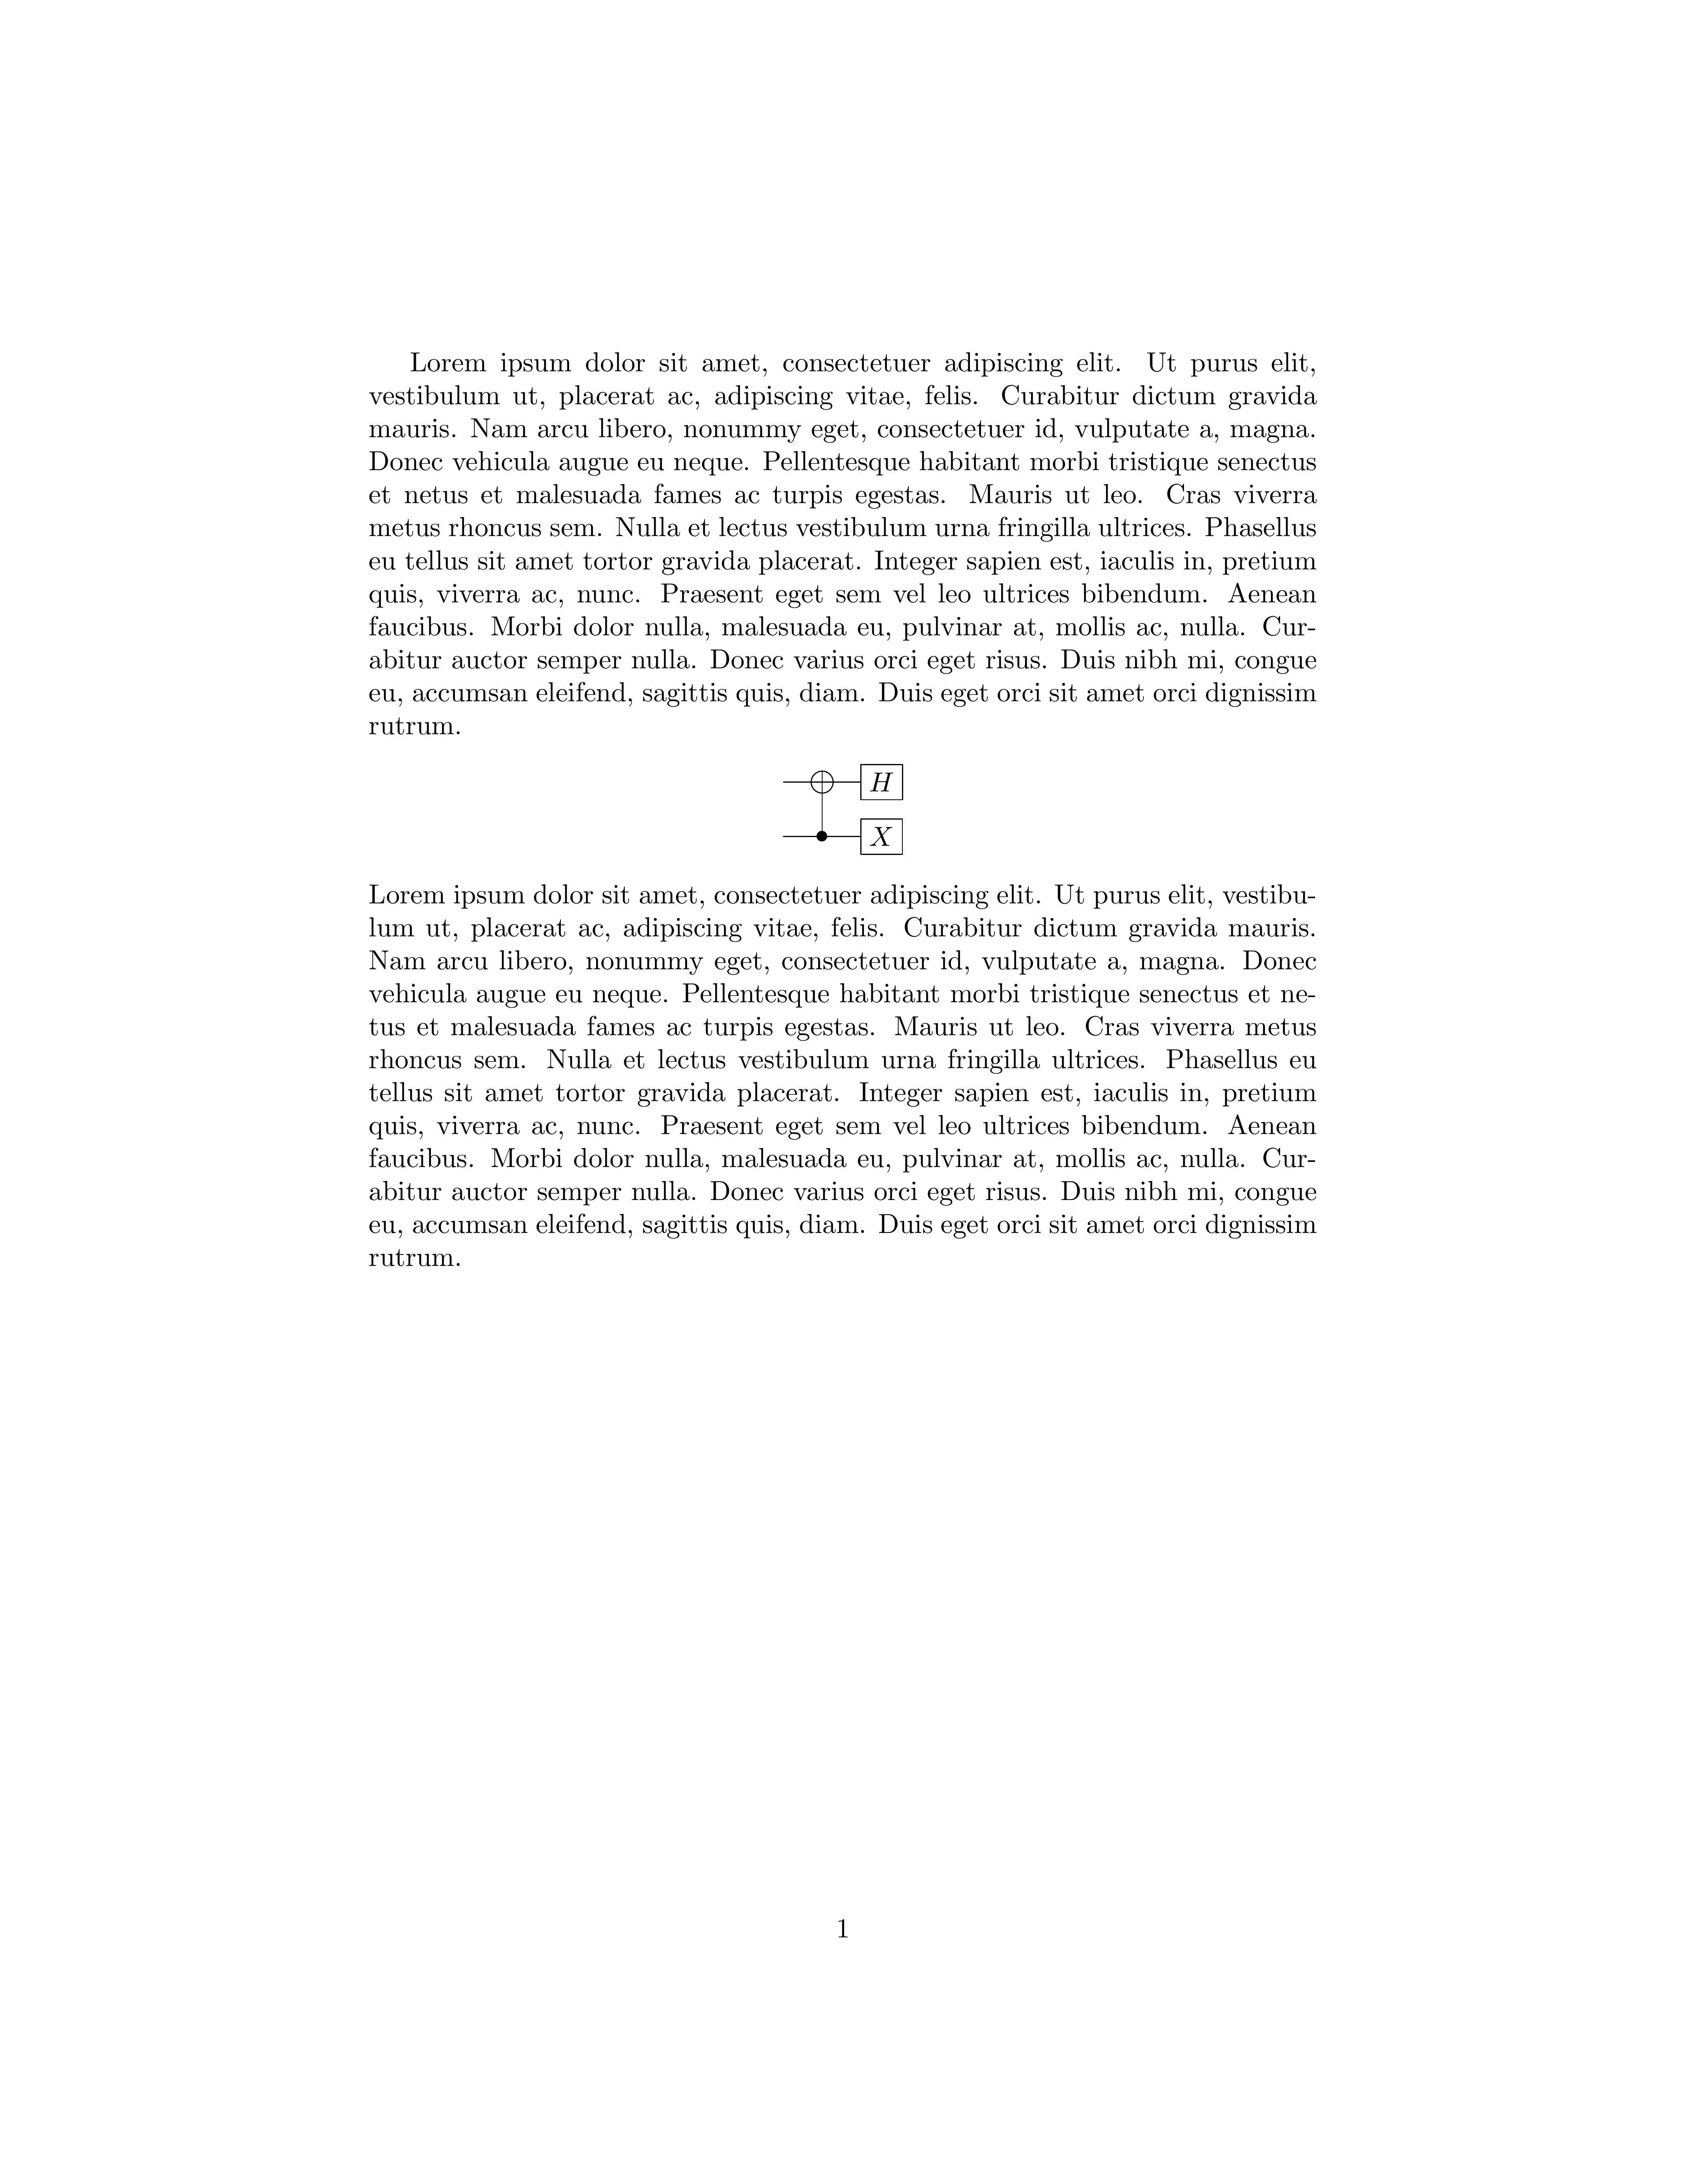 Lorem ipsum dolor sit amet, consectetuer adipiscing elit. Ut purus elit,
vestibulum ut, placerat ac, adipiscing vitae, felis. Curabitur dictum gravida
mauris. Nam arcu libero, nonummy eget, consectetuer id, vulputate a, magna.
Donec vehicula augue eu neque. Pellentesque habitant morbi tristique senectus
et netus et malesuada fames ac turpis egestas. Mauris ut leo. Cras viverra
metus rhoncus sem. Nulla et lectus vestibulum urna fringilla ultrices. Phasellus
eu tellus sit amet tortor gravida placerat. Integer sapien est, iaculis in, pretium
quis, viverra ac, nunc. Praesent eget sem vel leo ultrices bibendum. Aenean
faucibus. Morbi dolor nulla, malesuada eu, pulvinar at, mollis ac, nulla. Cur-
abitur auctor semper nulla. Donec varius orci eget risus. Duis nibh mi, congue
eu, accumsan eleifend, sagittis quis, diam. Duis eget orci sit amet orci dignissim
rutrum.
H
X
Lorem ipsum dolor sit amet, consectetuer adipiscing elit. Ut purus elit, vestibu-
lum ut, placerat ac, adipiscing vitae, felis. Curabitur dictum gravida mauris.
Nam arcu libero, nonummy eget, consectetuer id, vulputate a, magna. Donec
vehicula augue eu neque. Pellentesque habitant morbi tristique senectus et ne-
tus et malesuada fames ac turpis egestas. Mauris ut leo. Cras viverra metus
rhoncus sem. Nulla et lectus vestibulum urna fringilla ultrices. Phasellus eu
tellus sit amet tortor gravida placerat. Integer sapien est, iaculis in, pretium
quis, viverra ac, nunc. Praesent eget sem vel leo ultrices bibendum. Aenean
faucibus. Morbi dolor nulla, malesuada eu, pulvinar at, mollis ac, nulla. Cur-
abitur auctor semper nulla. Donec varius orci eget risus. Duis nibh mi, congue
eu, accumsan eleifend, sagittis quis, diam. Duis eget orci sit amet orci dignissim
rutrum.
1